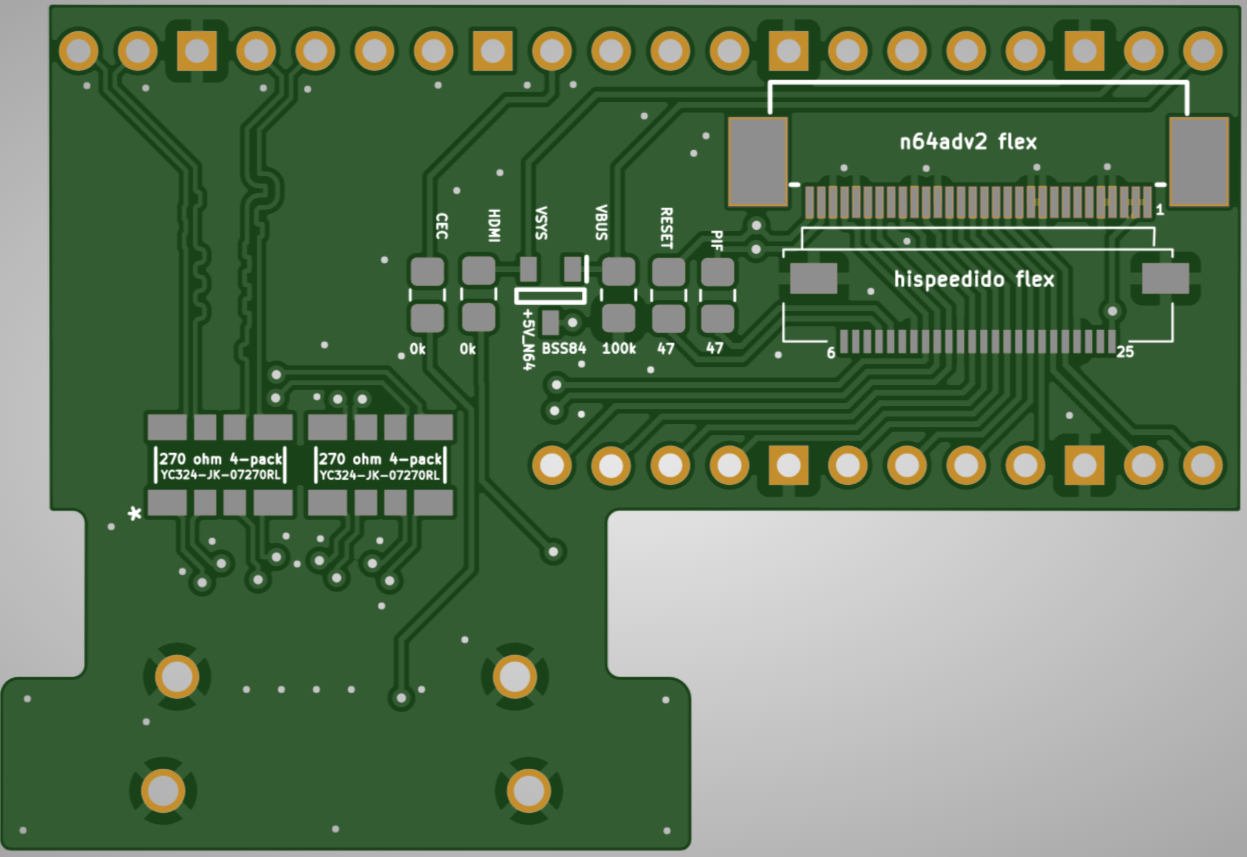 n64adv2 flex
1
CEC
HDMI
VSYS
VBUS
RESET
PIF
hispeedido flex
+5V_N64
0k
0k
BSS84
100k
47
47
6
25
270 ohm 4-pack
YC324-JK-07270RL
270 ohm 4-pack
YC324-JK-07270RL
*